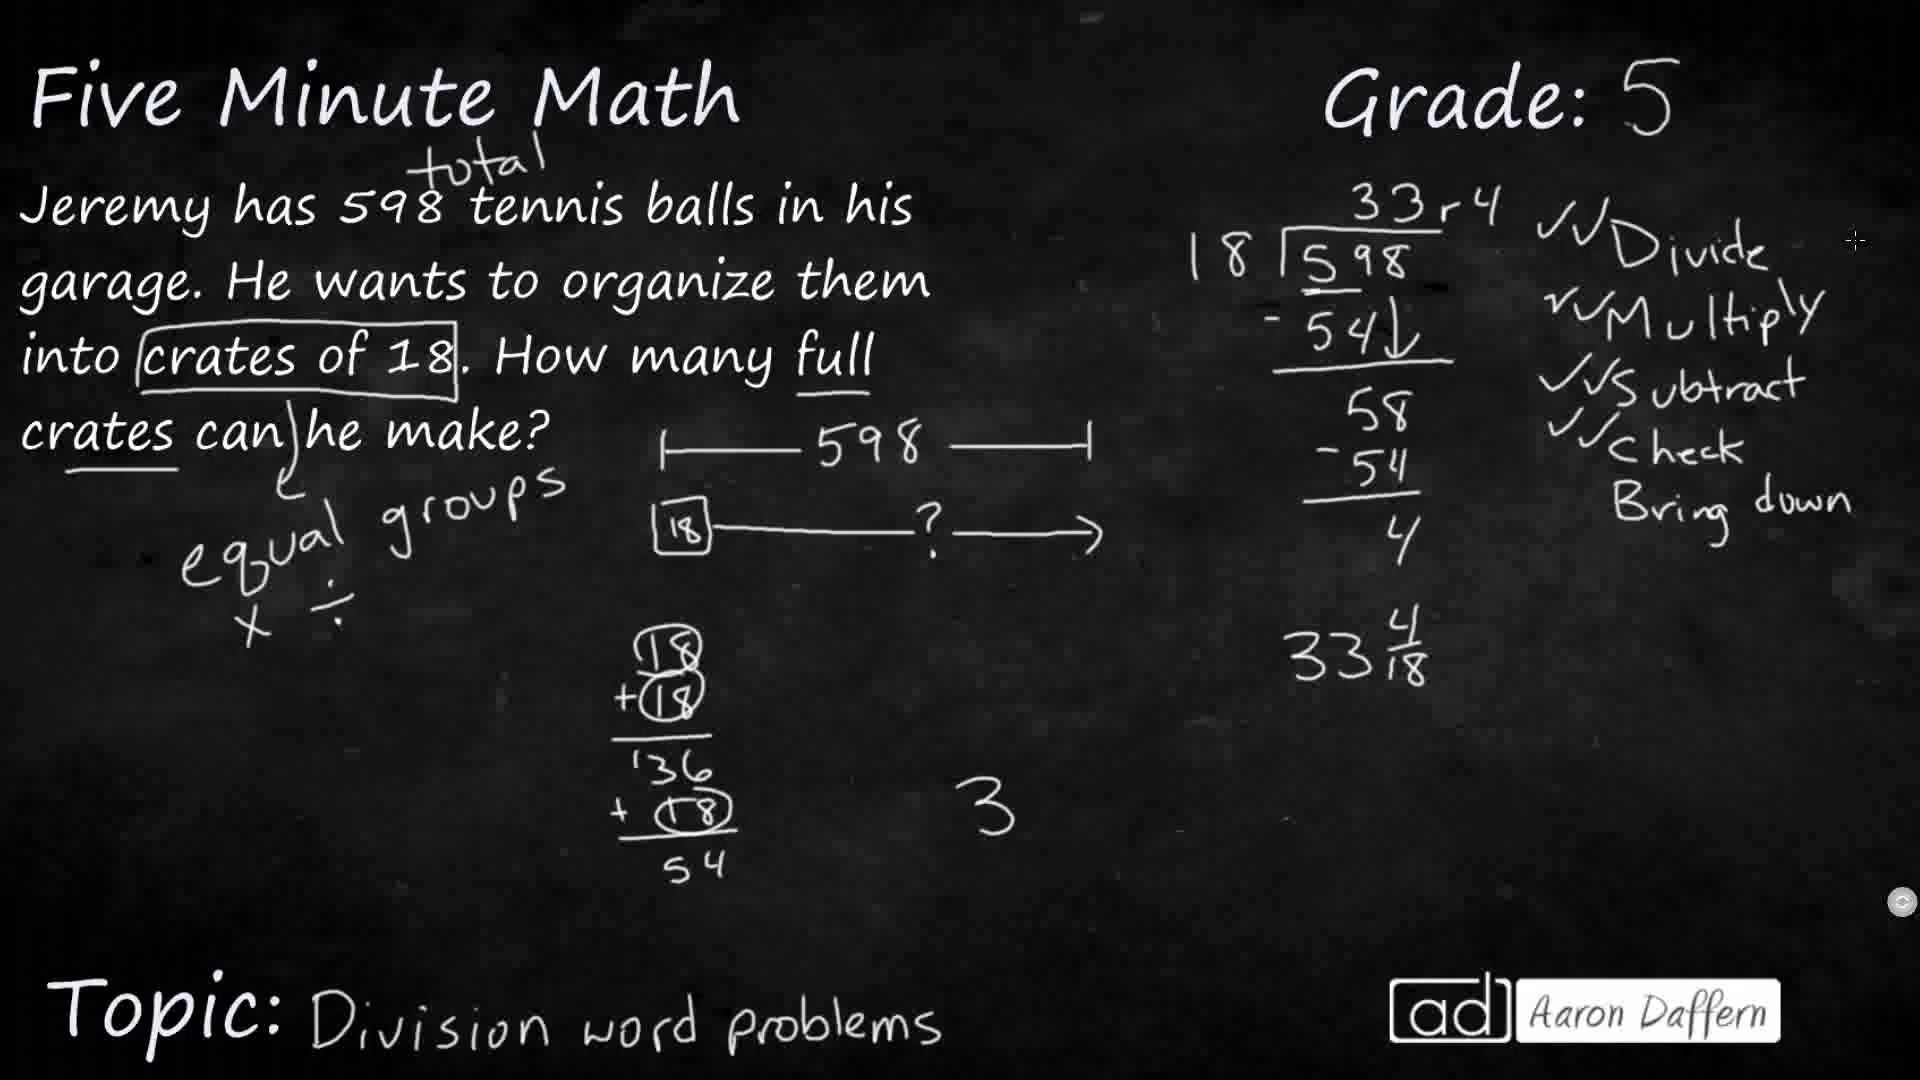 Five Minute Math
Grade: 5
total
Jeremy has 598 tennis balls in his
garage. He wants to organize them
into crates of 18. How many full
crates can he make?
equal groups
x ÷
598
18 ?
18
+ 18
136
+ 18
54
3
33 r 4
18 598
- 54
58
- 54
4
33 4/18
✓✓ Divide
✓✓ Multiply
✓✓ Subtract
✓✓ Check
Bring down
Topic: Division word problems
ad Aaron Daffern